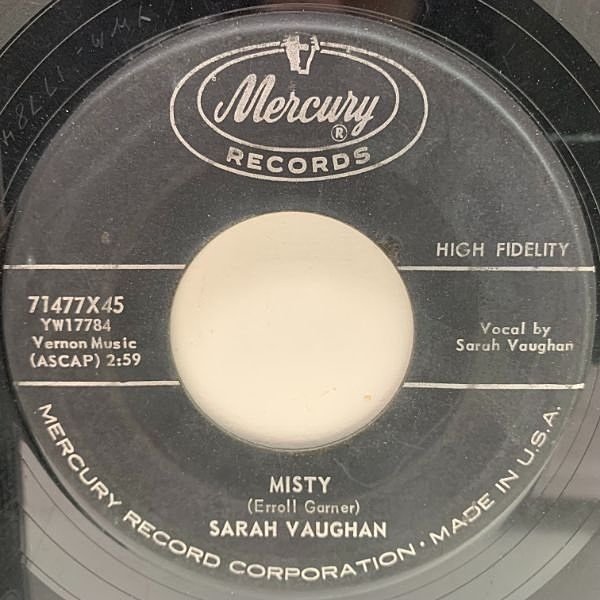 Mercury
®
RECORDS
HIGH FIDELITY
71477X45
YW17784
Vernon Music
(ASCAP) 2:59
Vocal by
Sarah Vaughan
MISTY
(Erroll Garner)
SARAH VAUGHAN
MERCURY RECORD CORPORATION • MADE IN U.S.A.